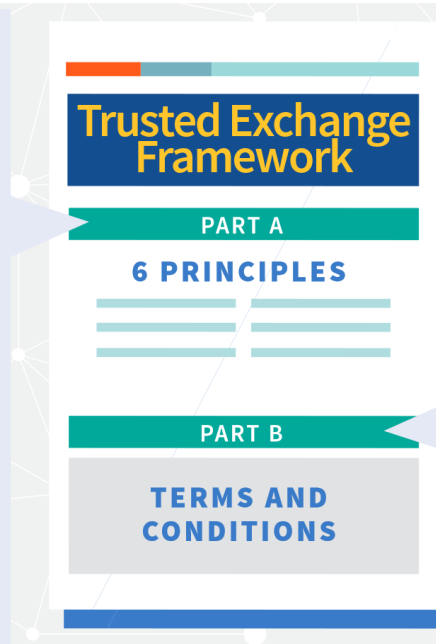 Trusted Exchange
Framework
PART A
6 PRINCIPLES
PART B
TERMS AND
CONDITIONS